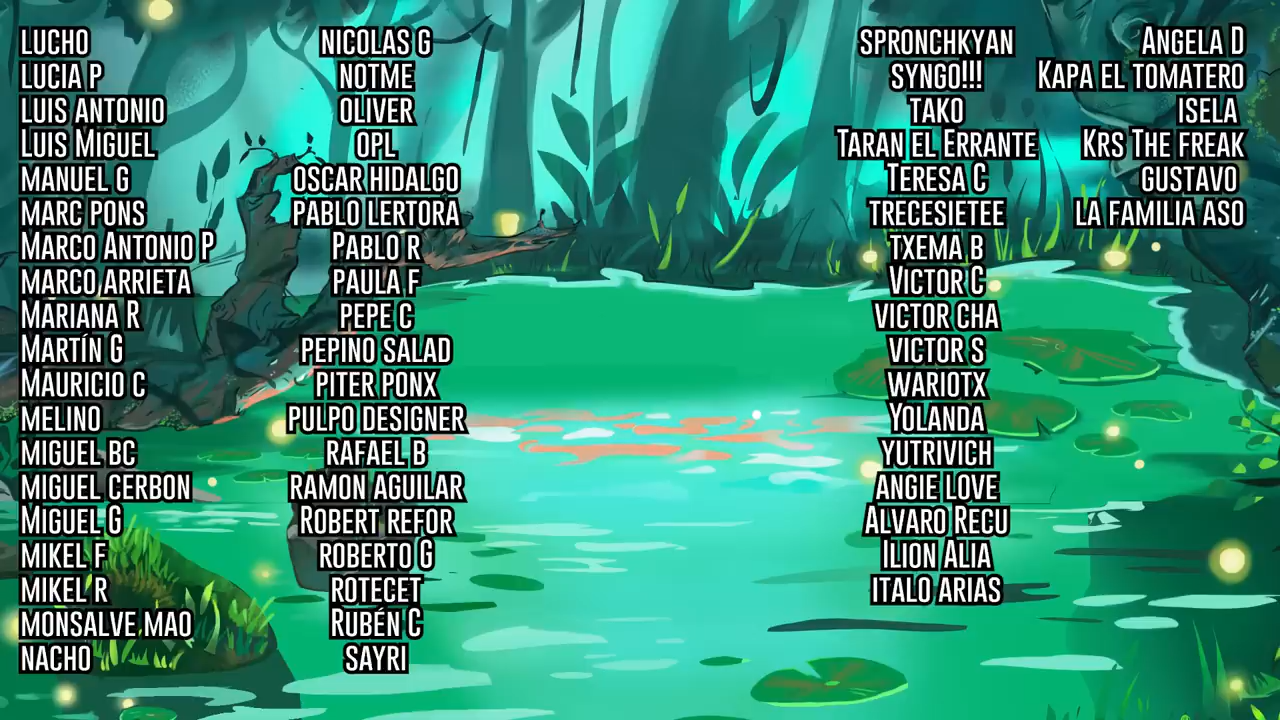 LUCHO
LUCIA P
LUIS ANTONIO
LUIS MIGUEL
MANUEL G
MARC PONS
MARCO ANTONIO P
MARCO ARRIETA
MARIANA R
MARTÍN G
MAURICIO C
MELINO
MIGUEL BC
MIGUEL CERBON
MIGUEL G
MIKEL F
MIKEL R
MONSALVE MAO
NACHO
NICOLAS G
NOTME
OLIVER
OPL
OSCAR HIDALGO
PABLO LERTORA
PABLO R
PAULA F
PEPE C
PEPINO SALAD
PITER PONX
PULPO DESIGNER
RAFAEL B
RAMON AGUILAR
ROBERT REFOR
ROBERTO G
ROTECET
RUBÉN C
SAYRI
SPRONCHKYAN
SYNGO!!!
TAKO
TARAN EL ERRANTE
TERESA C
TRECESIETEE
TXEMA B
VICTOR C
VICTOR CHA
VICTOR S
WARIOTX
YOLANDA
YUTRIVICH
ANGIE LOVE
ALVARO RECU
ILION ALIA
ITALO ARIAS
ANGELA D
KAPA EL TOMATERO
ISELA
KRS THE FREAK
GUSTAVO
LA FAMILIA ASO